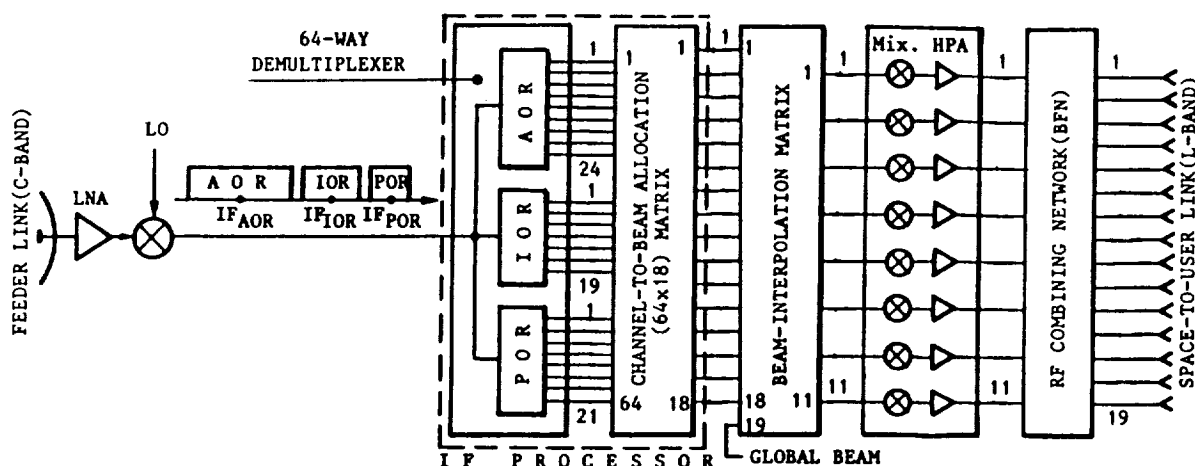 64-WAY
DEMULTIPLEXER
LO
LNA
FEEDER LINK(C-BAND)
A O R
IOR
POR
IF AOR
IF IOR
IF POR
A O R
I O R
P O R
1
24
1
19
1
21
1
64
CHANNEL-TO-BEAM ALLOCATION
(64x18) MATRIX
1
18
I F P R O C E S S O R
1
1
18
19
GLOBAL BEAM
BEAM-INTERPOLATION MATRIX
1
11
1
Mix. HPA
1
11
RF COMBINING NETWORK(BFN)
1
19
SPACE-TO-USER LINK(L-BAND)